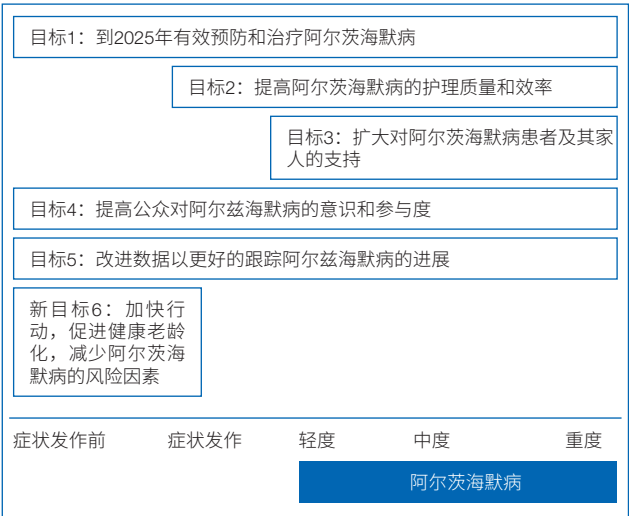 目标1：到2025年有效预防和治疗阿尔茨海默病
目标2：提高阿尔茨海默病的护理质量和效率
目标3：扩大对阿尔茨海默病患者及其家
人的支持
目标4：提高公众对阿尔兹海默病的意识和参与度
目标5：改进数据以更好的跟踪阿尔兹海默病的进展
新目标6：加快行
动，促进健康老龄
化，减少阿尔茨海
默病的风险因素
症状发作前 症状发作 轻度 中度 重度
阿尔茨海默病